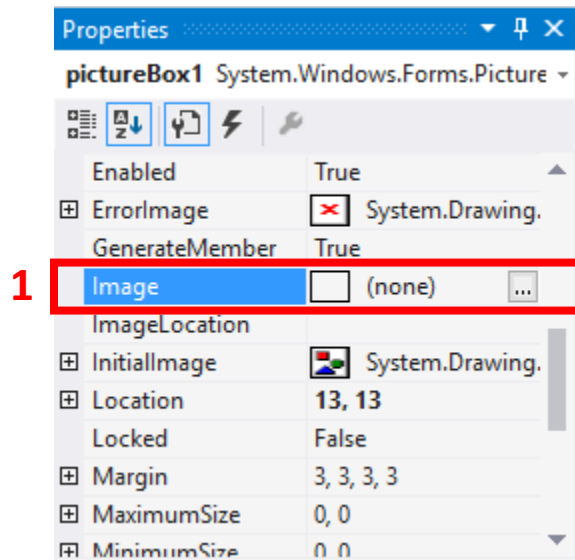 Properties
pictureBox1 System.Windows.Forms.Picture
Enabled True
ErrorImage System.Drawing.
GenerateMember True
1 Image (none) ...
ImageLocation
InitialImage System.Drawing.
Location 13, 13
Locked False
Margin 3, 3, 3, 3
MaximumSize 0, 0
MinimumSize 0, 0